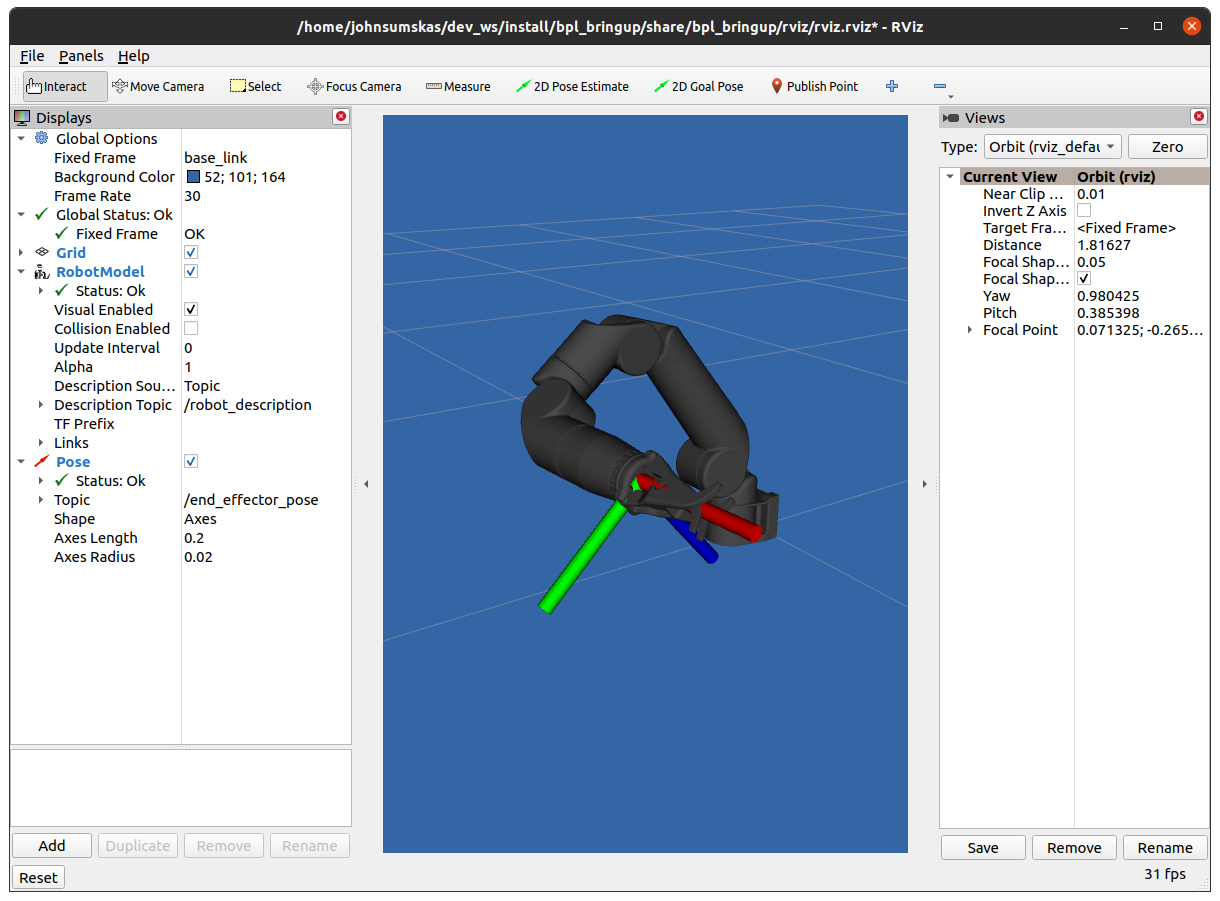 /home/johnsumskas/dev_ws/install/bpl_bringup/share/bpl_bringup/rviz/rviz.rviz* - RViz
File Panels Help
Interact Move Camera Select Focus Camera Measure 2D Pose Estimate 2D Goal Pose Publish Point
Displays
Global Options
Fixed Frame base_link
Background Color 52; 101; 164
Frame Rate 30
Global Status: Ok
Fixed Frame OK
Grid
RobotModel
Status: Ok
Visual Enabled
Collision Enabled
Update Interval 0
Alpha 1
Description Sou... Topic
Description Topic /robot_description
TF Prefix
Links
Pose
Status: Ok
Topic /end_effector_pose
Shape Axes
Axes Length 0.2
Axes Radius 0.02
Add Duplicate Remove Rename
Reset
Views
Type: Orbit (rviz_defau Zero
Current View Orbit (rviz)
Near Clip ... 0.01
Invert Z Axis
Target Fra... <Fixed Frame>
Distance 1.81627
Focal Shap... 0.05
Focal Shap...
Yaw 0.980425
Pitch 0.385398
Focal Point 0.071325; -0.265...
Save Remove Rename
31 fps